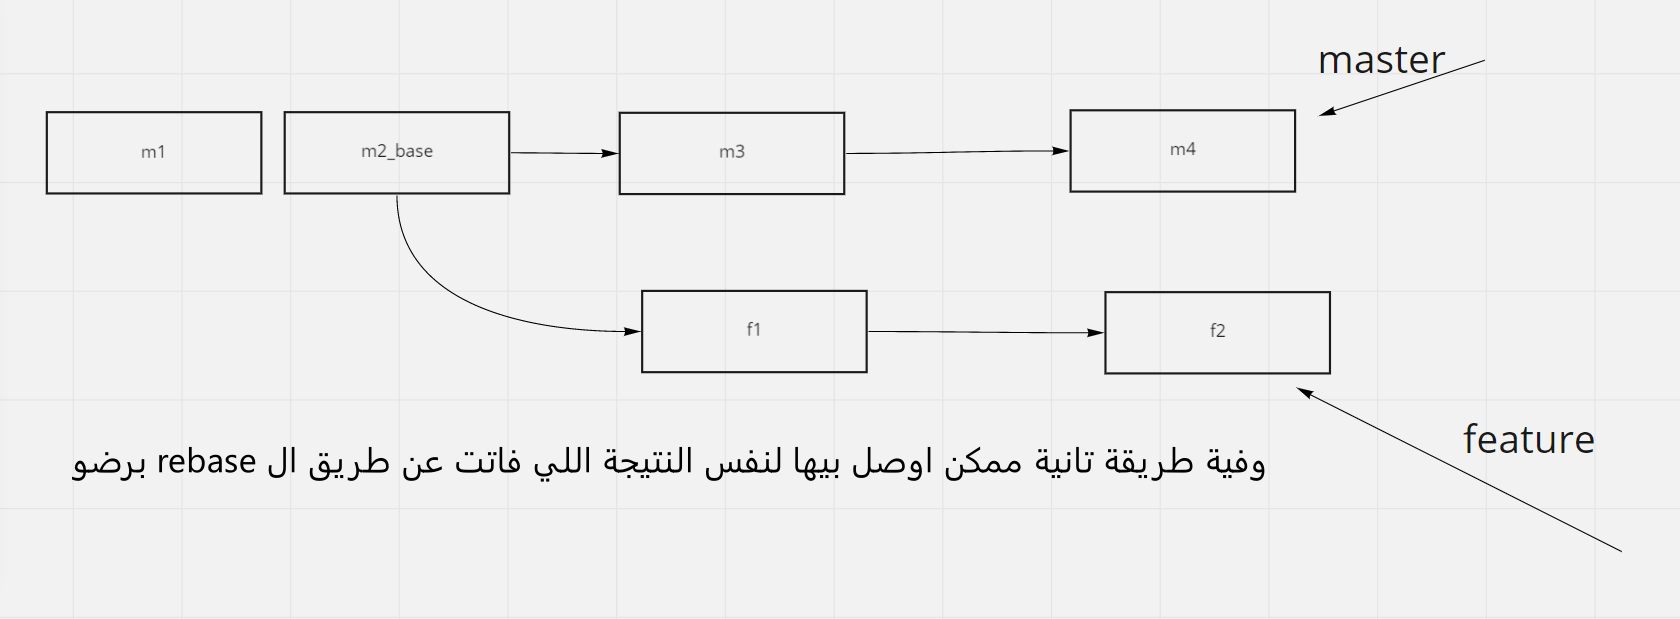 master
m1
m2_base
m3
m4
f1
f2
feature
وفية طريقة تانية ممكن اوصل بيها لنفس النتيجة اللي فاتت عن طريق ال rebase برضو